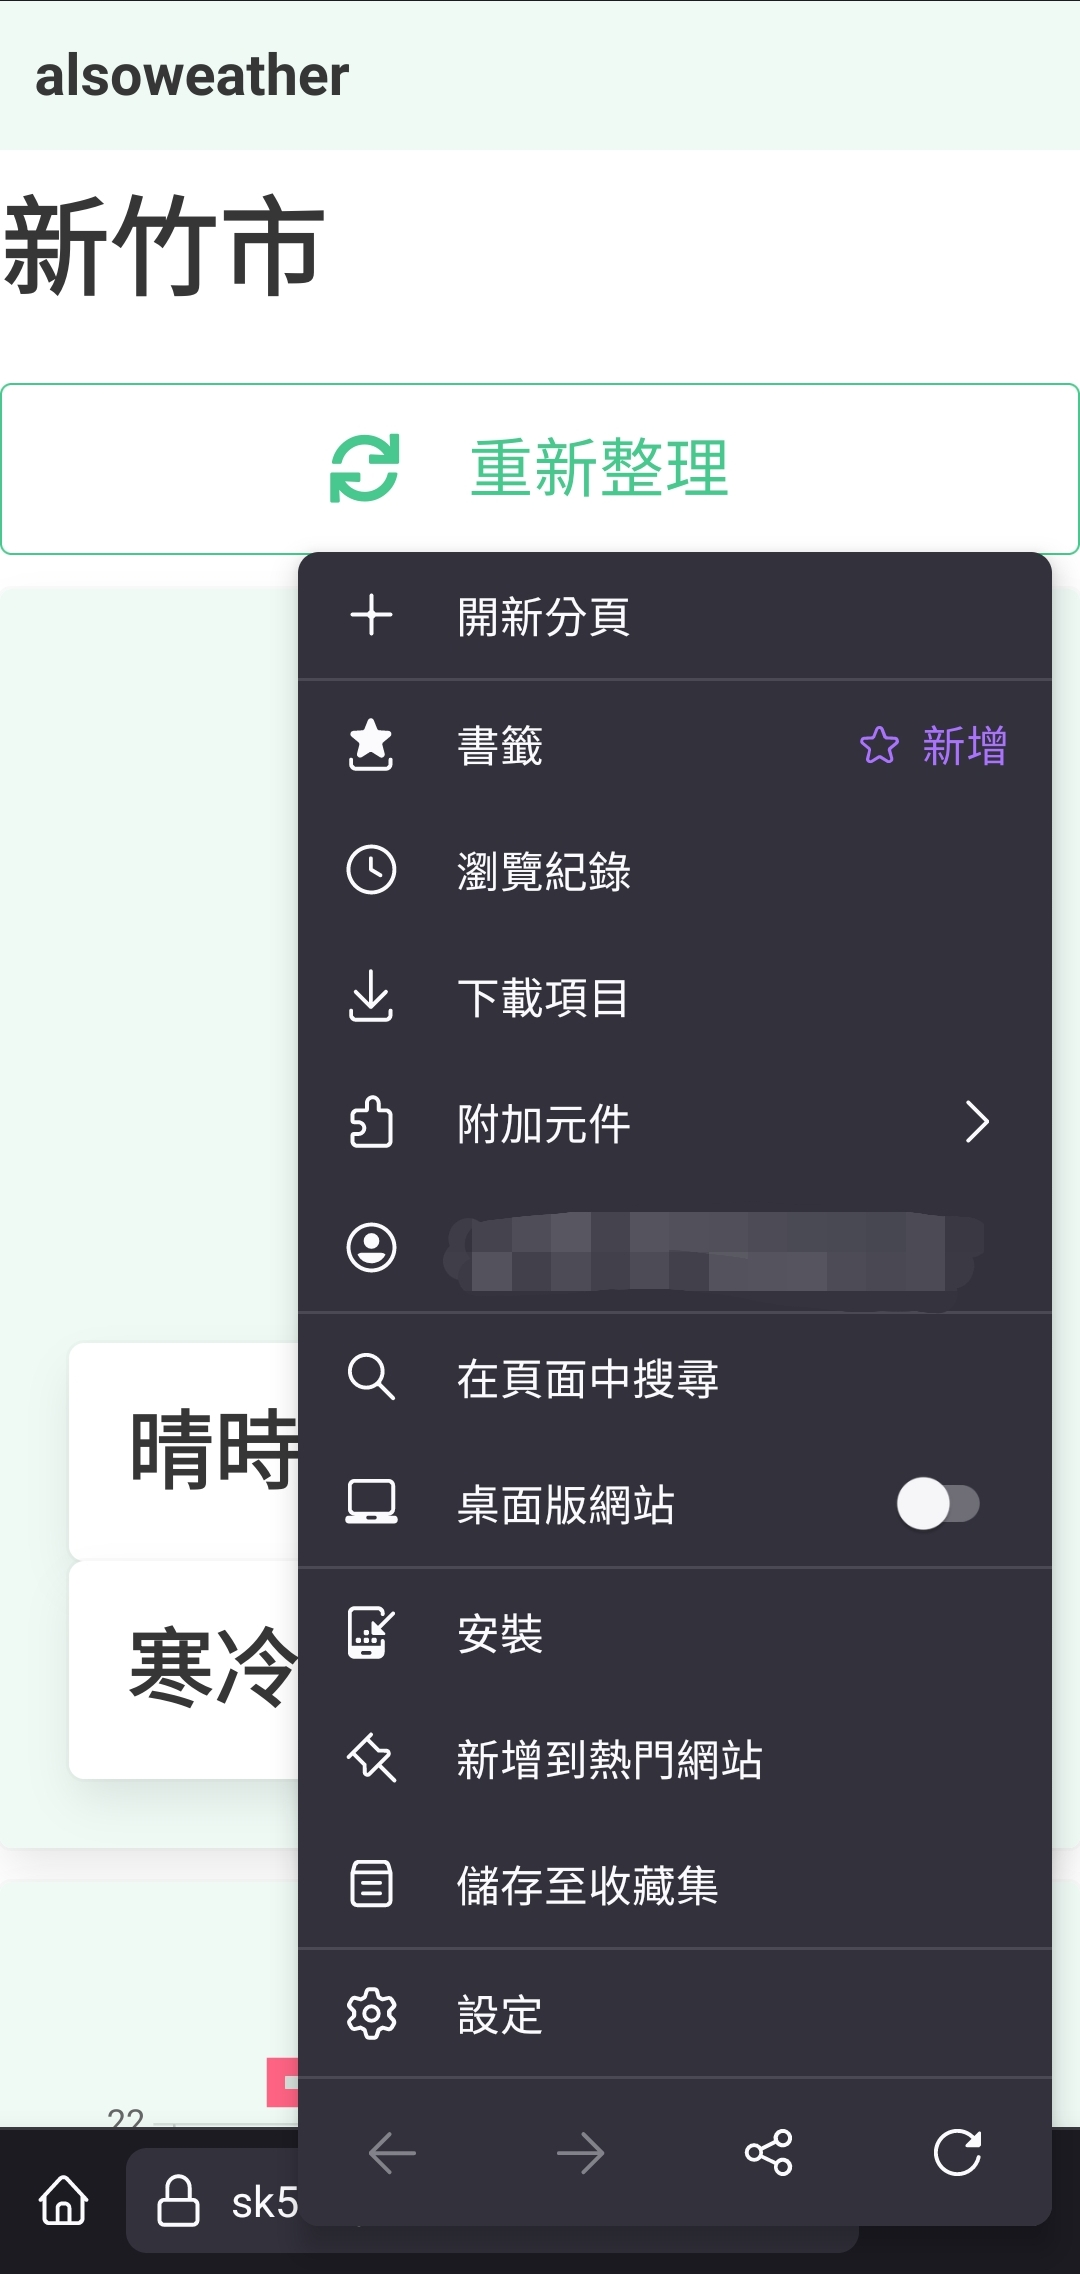 alsoweather
新竹市
重新整理
開新分頁
書籤
新增
瀏覽紀錄
下載項目
附加元件
在頁面中搜尋
晴時
桌面版網站
安裝
寒冷
新增到熱門網站
儲存至收藏集
設定
22
sk5